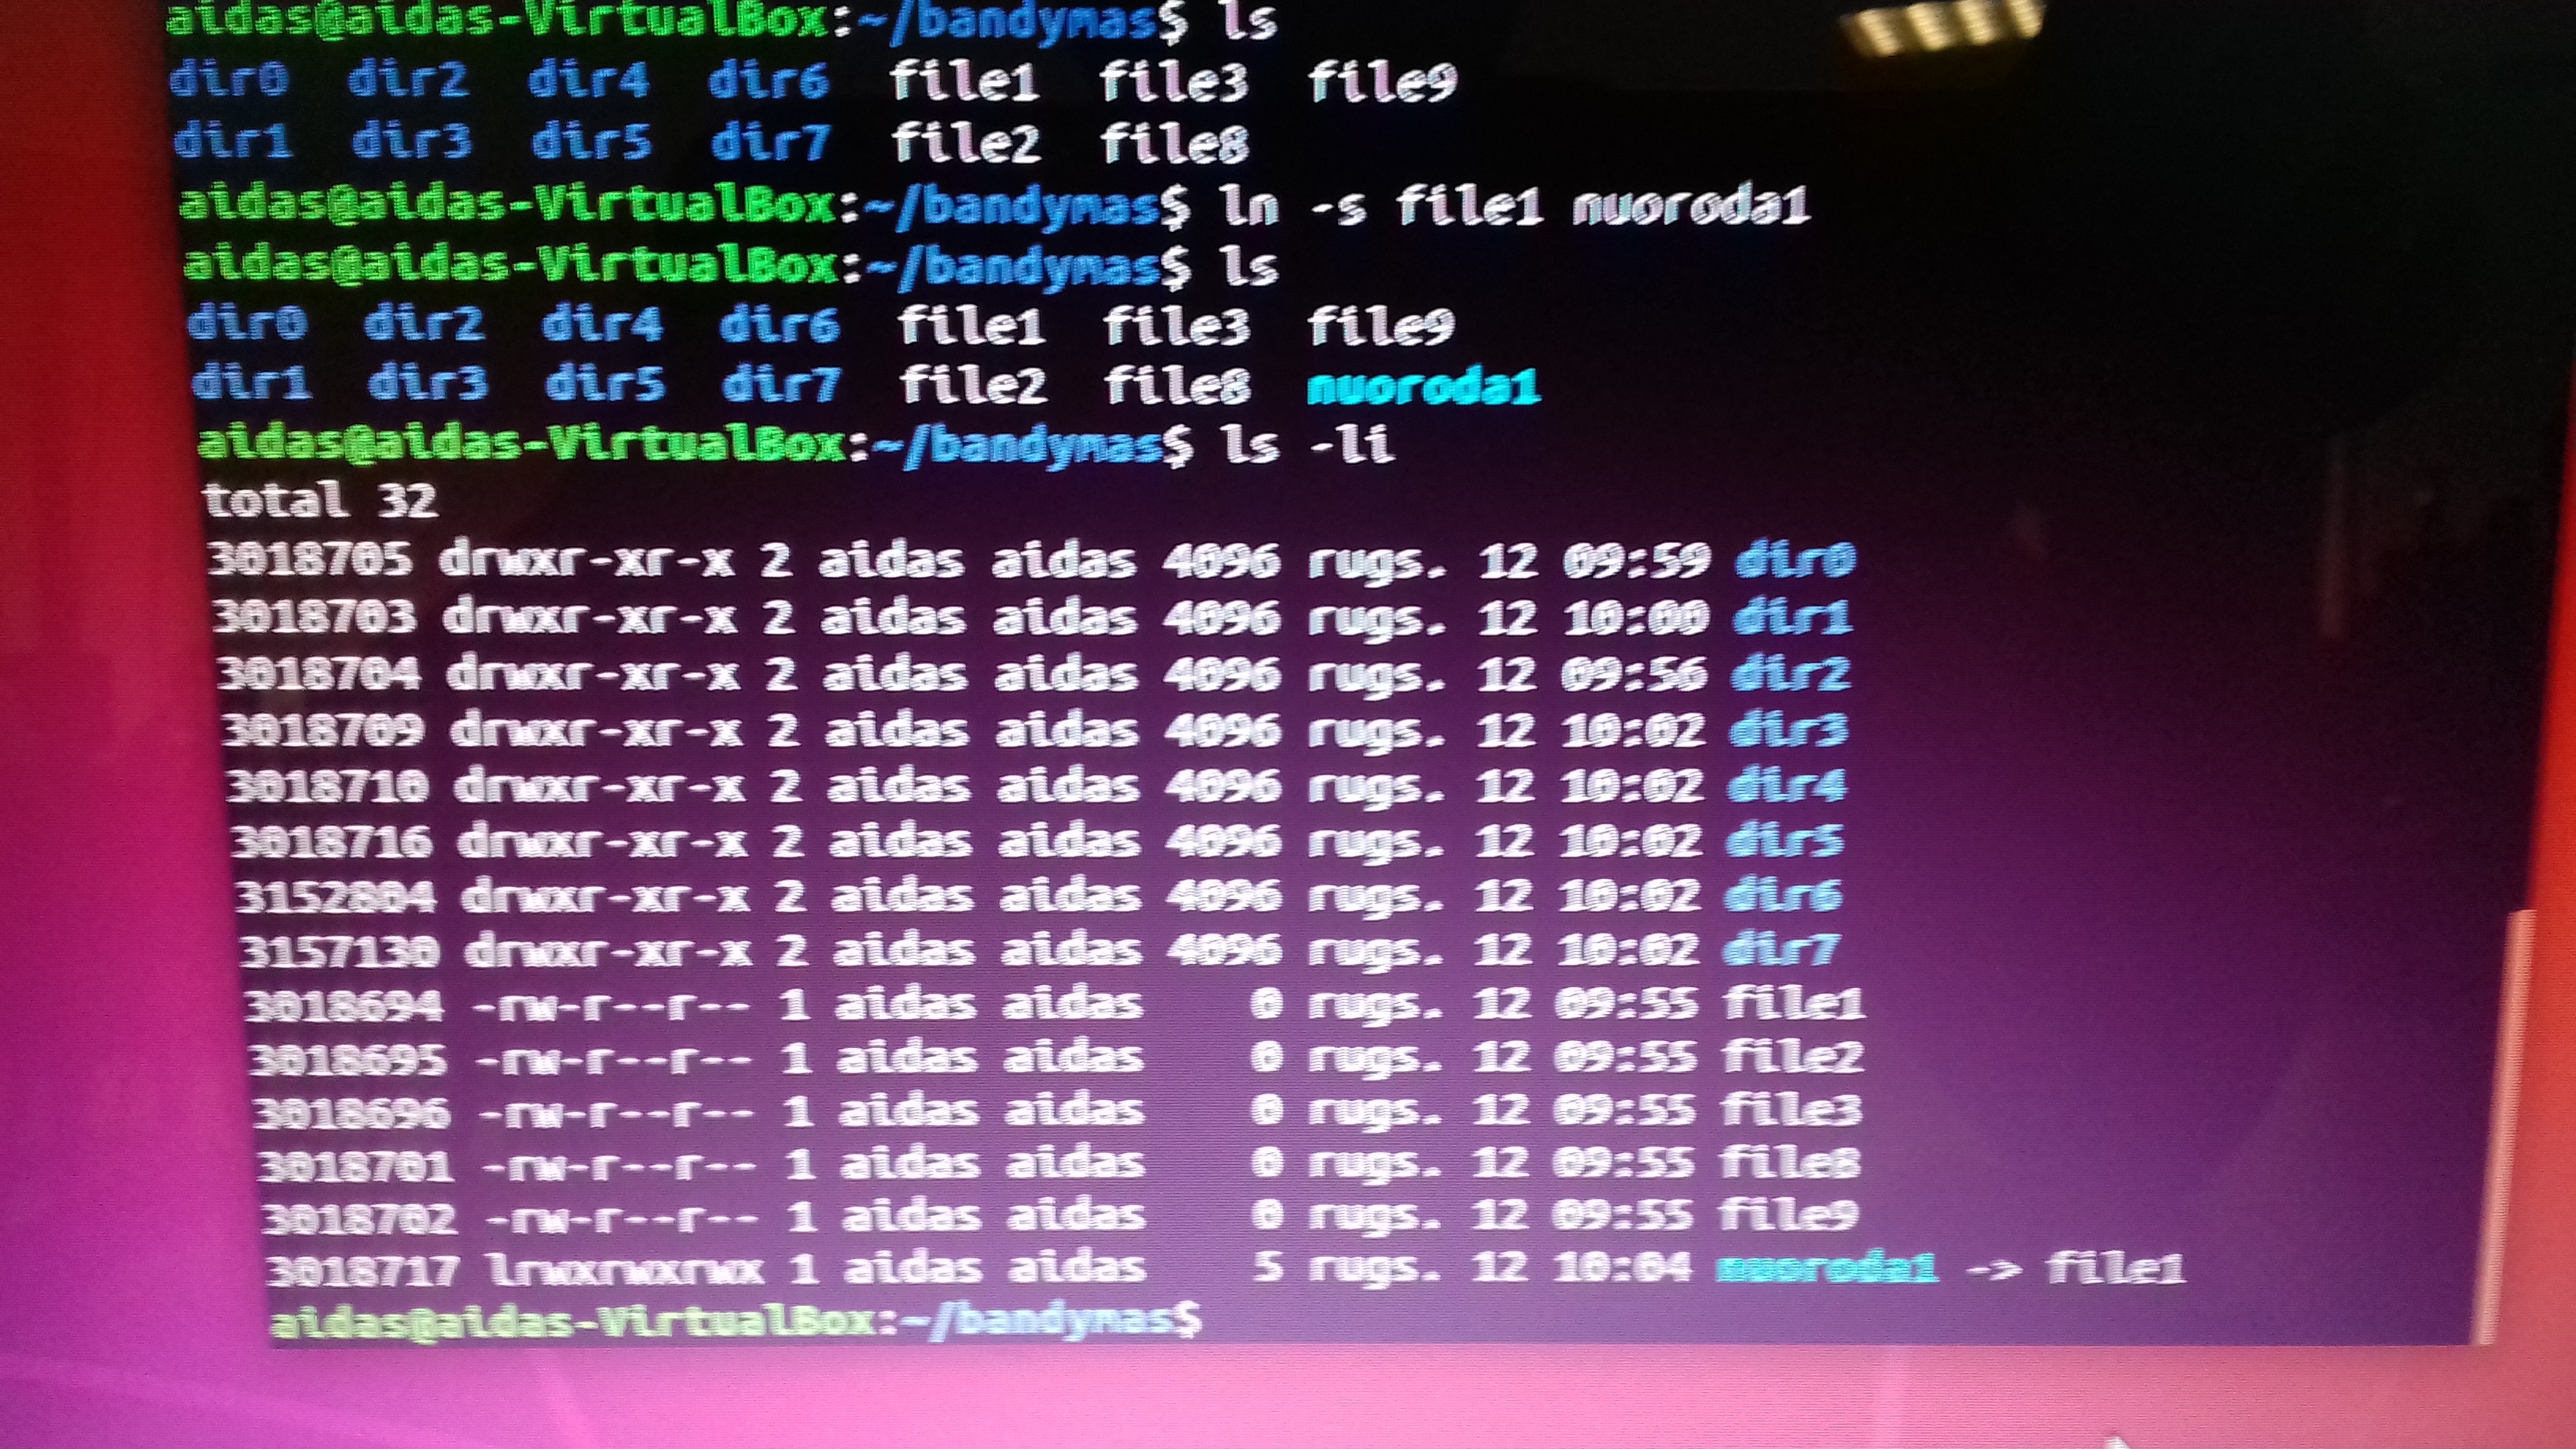 aidas@aidas-VirtualBox:~/bandymas$ ls
dir0 dir2 dir4 dir6 file1 file3 file9
dir1 dir3 dir5 dir7 file2 file8
aidas@aidas-VirtualBox:~/bandymas$ ln -s file1 nuoroda1
aidas@aidas-VirtualBox:~/bandymas$ ls
dir0 dir2 dir4 dir6 file1 file3 file9
dir1 dir3 dir5 dir7 file2 file8 nuoroda1
aidas@aidas-VirtualBox:~/bandymas$ ls -li
total 32
3018705 drwxr-xr-x 2 aidas aidas 4096 rugs. 12 09:59 dir0
3018703 drwxr-xr-x 2 aidas aidas 4096 rugs. 12 10:00 dir1
3018704 drwxr-xr-x 2 aidas aidas 4096 rugs. 12 09:56 dir2
3018709 drwxr-xr-x 2 aidas aidas 4096 rugs. 12 10:02 dir3
3018710 drwxr-xr-x 2 aidas aidas 4096 rugs. 12 10:02 dir4
3018716 drwxr-xr-x 2 aidas aidas 4096 rugs. 12 10:02 dir5
3152804 drwxr-xr-x 2 aidas aidas 4096 rugs. 12 10:02 dir6
3157130 drwxr-xr-x 2 aidas aidas 4096 rugs. 12 10:02 dir7
3018694 -rw-r--r-- 1 aidas aidas 0 rugs. 12 09:55 file1
3018695 -rw-r--r-- 1 aidas aidas 0 rugs. 12 09:55 file2
3018696 -rw-r--r-- 1 aidas aidas 0 rugs. 12 09:55 file3
3018701 -rw-r--r-- 1 aidas aidas 0 rugs. 12 09:55 file8
3018702 -rw-r--r-- 1 aidas aidas 0 rugs. 12 09:55 file9
3018717 lrwxrwxrwx 1 aidas aidas 5 rugs. 12 10:04 nuoroda1 -> file1
aidas@aidas-VirtualBox:~/bandymas$